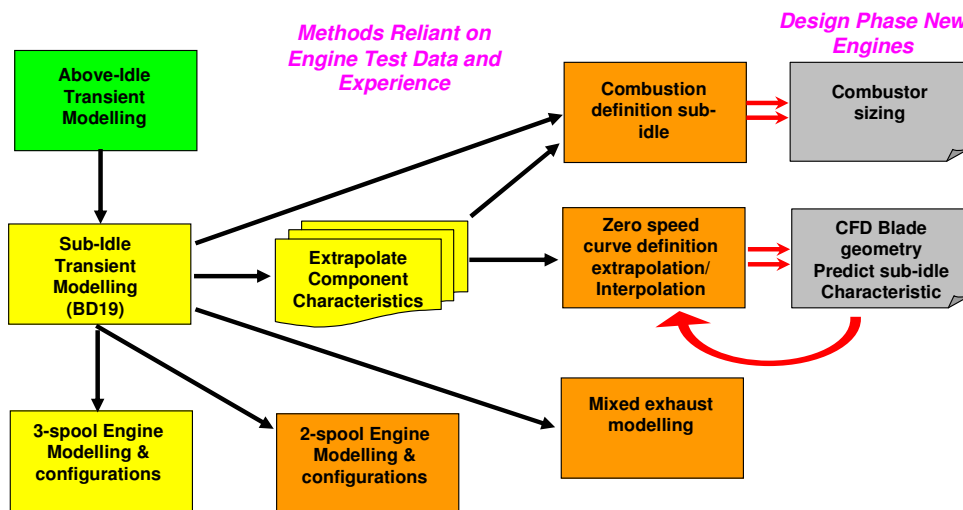 Methods Reliant on
Engine Test Data and
Experience
Design Phase New
Engines
Above-Idle
Transient
Modelling
Combustion
definition sub-
idle
Combustor
sizing
Sub-Idle
Transient
Modelling
(BD19)
Extrapolate
Component
Characteristics
Zero speed
curve definition
extrapolation/
Interpolation
CFD Blade
geometry
Predict sub-idle
Characteristic
3-spool Engine
Modelling &
configurations
2-spool Engine
Modelling &
configurations
Mixed exhaust
modelling